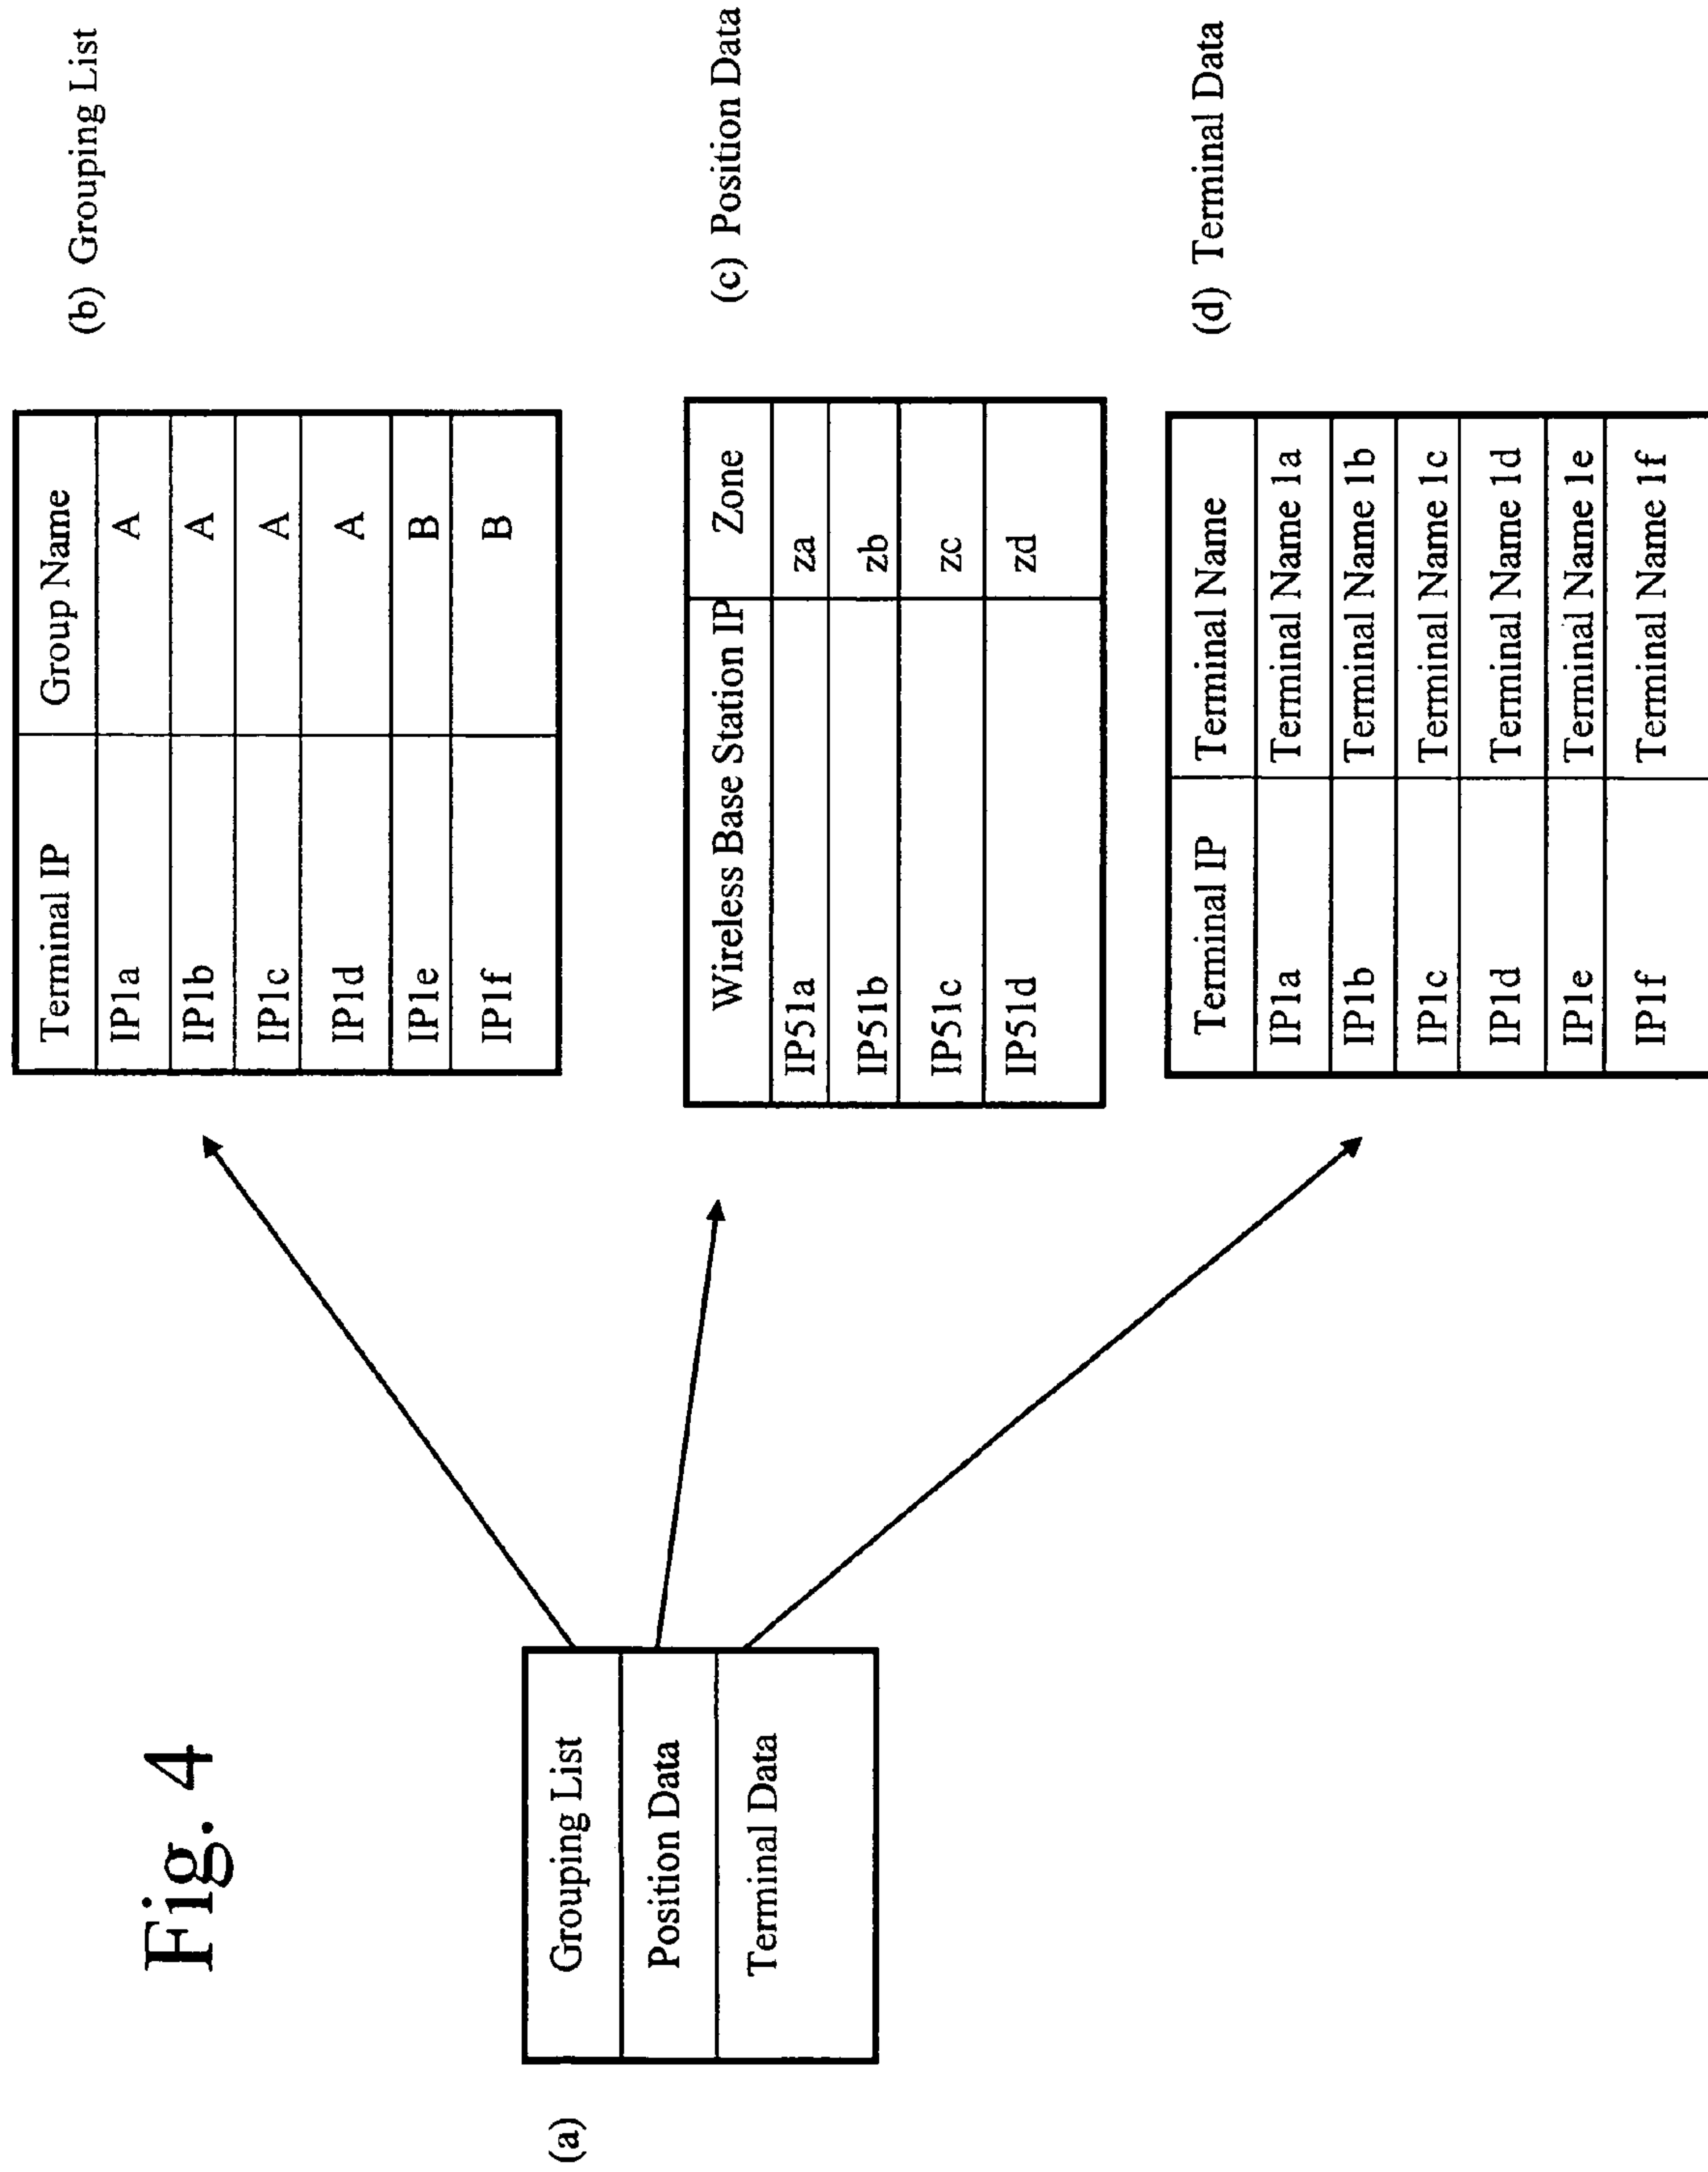 Fig. 4
(a)
Grouping List
Position Data
Terminal Data
(b) Grouping List
Terminal IP Group Name
IP1a A
IP1b A
IP1c A
IP1d A
IP1e B
IP1f B
(c) Position Data
Wireless Base Station IP Zone
IP51a za
IP51b zb
IP51c zc
IP51d zd
(d) Terminal Data
Terminal IP Terminal Name
IP1a Terminal Name 1a
IP1b Terminal Name 1b
IP1c Terminal Name 1c
IP1d Terminal Name 1d
IP1e Terminal Name 1e
IP1f Terminal Name 1f